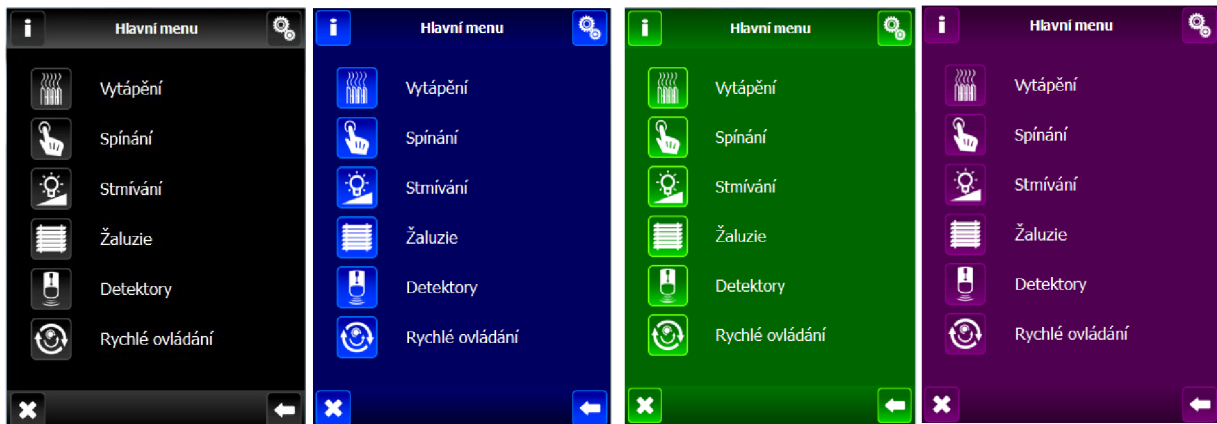 Hlavní menu
Vytápění
Spínání
Stmívání
Žaluzie
Detektory
Rychlé ovládání
Hlavní menu
Vytápění
Spínání
Stmívání
Žaluzie
Detektory
Rychlé ovládání
Hlavní menu
Vytápění
Spínání
Stmívání
Žaluzie
Detektory
Rychlé ovládání
Hlavní menu
Vytápění
Spínání
Stmívání
Žaluzie
Detektory
Rychlé ovládání